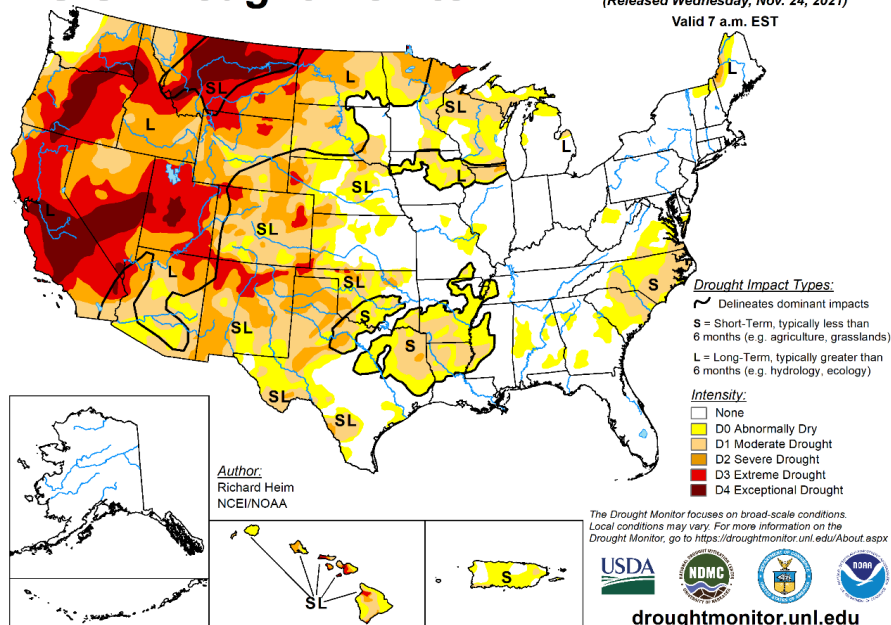 (Released Wednesday, Nov. 24, 2021)
Valid 7 a.m. EST
L
SL
L
SL
L
L
L
L
SL
SL
L
S
SL
S
SL
S
SL
SL
Drought Impact Types:
Delineates dominant impacts
S = Short-Term, typically less than
6 months (e.g. agriculture, grasslands)
L = Long-Term, typically greater than
6 months (e.g. hydrology, ecology)
Intensity:
None
D0 Abnormally Dry
D1 Moderate Drought
D2 Severe Drought
D3 Extreme Drought
D4 Exceptional Drought
Author:
Richard Heim
NCEI/NOAA
SL
S
The Drought Monitor focuses on broad-scale conditions.
Local conditions may vary. For more information on the
Drought Monitor, go to https://droughtmonitor.unl.edu/About.aspx
USDA
NDMC
NOAA
droughtmonitor.unl.edu